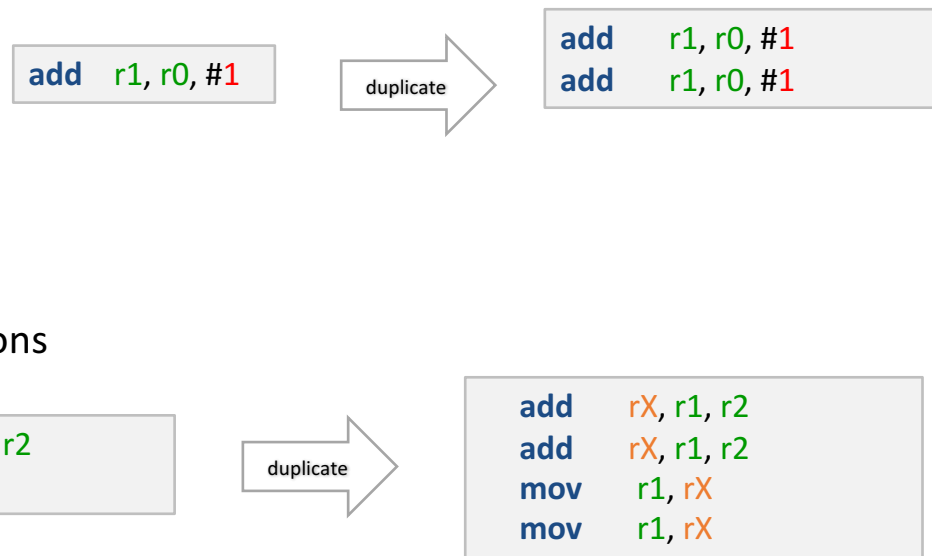 add r1, r0, #1
duplicate
add r1, r0, #1
add r1, r0, #1
ons
r2
duplicate
add rX, r1, r2
add rX, r1, r2
mov r1, rX
mov r1, rX